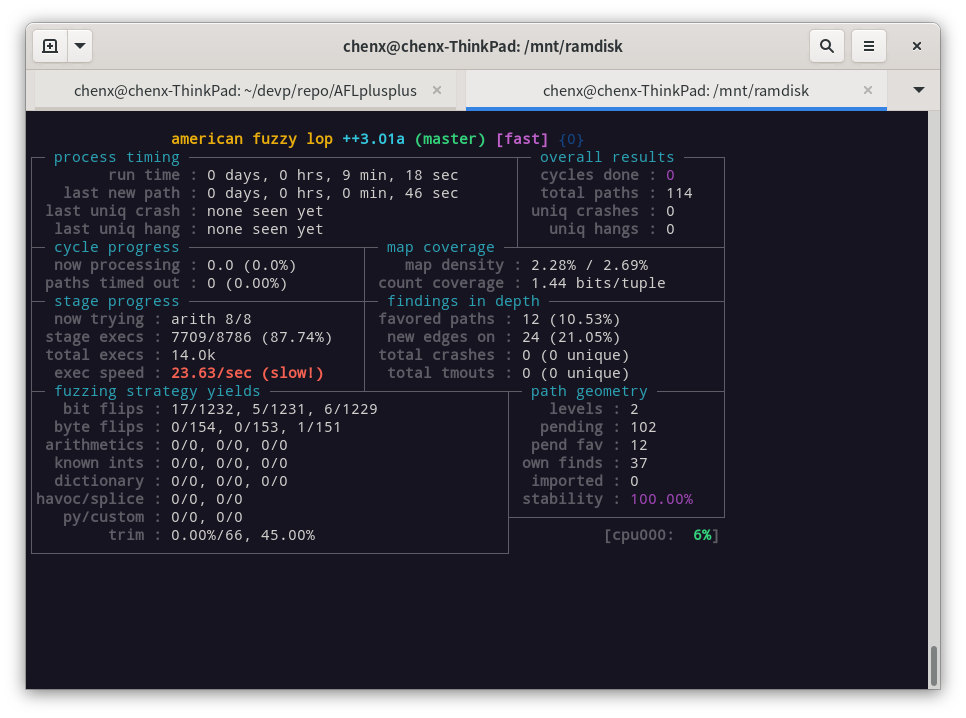 chenx@chenx-ThinkPad: /mnt/ramdisk
chenx@chenx-ThinkPad: ~/devp/repo/AFLplusplus × chenx@chenx-ThinkPad: /mnt/ramdisk ×
american fuzzy lop ++3.01a (master) [fast] {0}
process timing overall results
run time : 0 days, 0 hrs, 9 min, 18 sec cycles done : 0
last new path : 0 days, 0 hrs, 0 min, 46 sec total paths : 114
last uniq crash : none seen yet uniq crashes : 0
last uniq hang : none seen yet uniq hangs : 0
cycle progress map coverage
now processing : 0.0 (0.0%) map density : 2.28% / 2.69%
paths timed out : 0 (0.00%) count coverage : 1.44 bits/tuple
stage progress findings in depth
now trying : arith 8/8 favored paths : 12 (10.53%)
stage execs : 7709/8786 (87.74%) new edges on : 24 (21.05%)
total execs : 14.0k total crashes : 0 (0 unique)
exec speed : 23.63/sec (slow!) total tmouts : 0 (0 unique)
fuzzing strategy yields path geometry
bit flips : 17/1232, 5/1231, 6/1229 levels : 2
byte flips : 0/154, 0/153, 1/151 pending : 102
arithmetics : 0/0, 0/0, 0/0 pend fav : 12
known ints : 0/0, 0/0, 0/0 own finds : 37
dictionary : 0/0, 0/0, 0/0 imported : 0
havoc/splice : 0/0, 0/0 stability : 100.00%
py/custom : 0/0, 0/0
trim : 0.00%/66, 45.00% [cpu000: 6%]